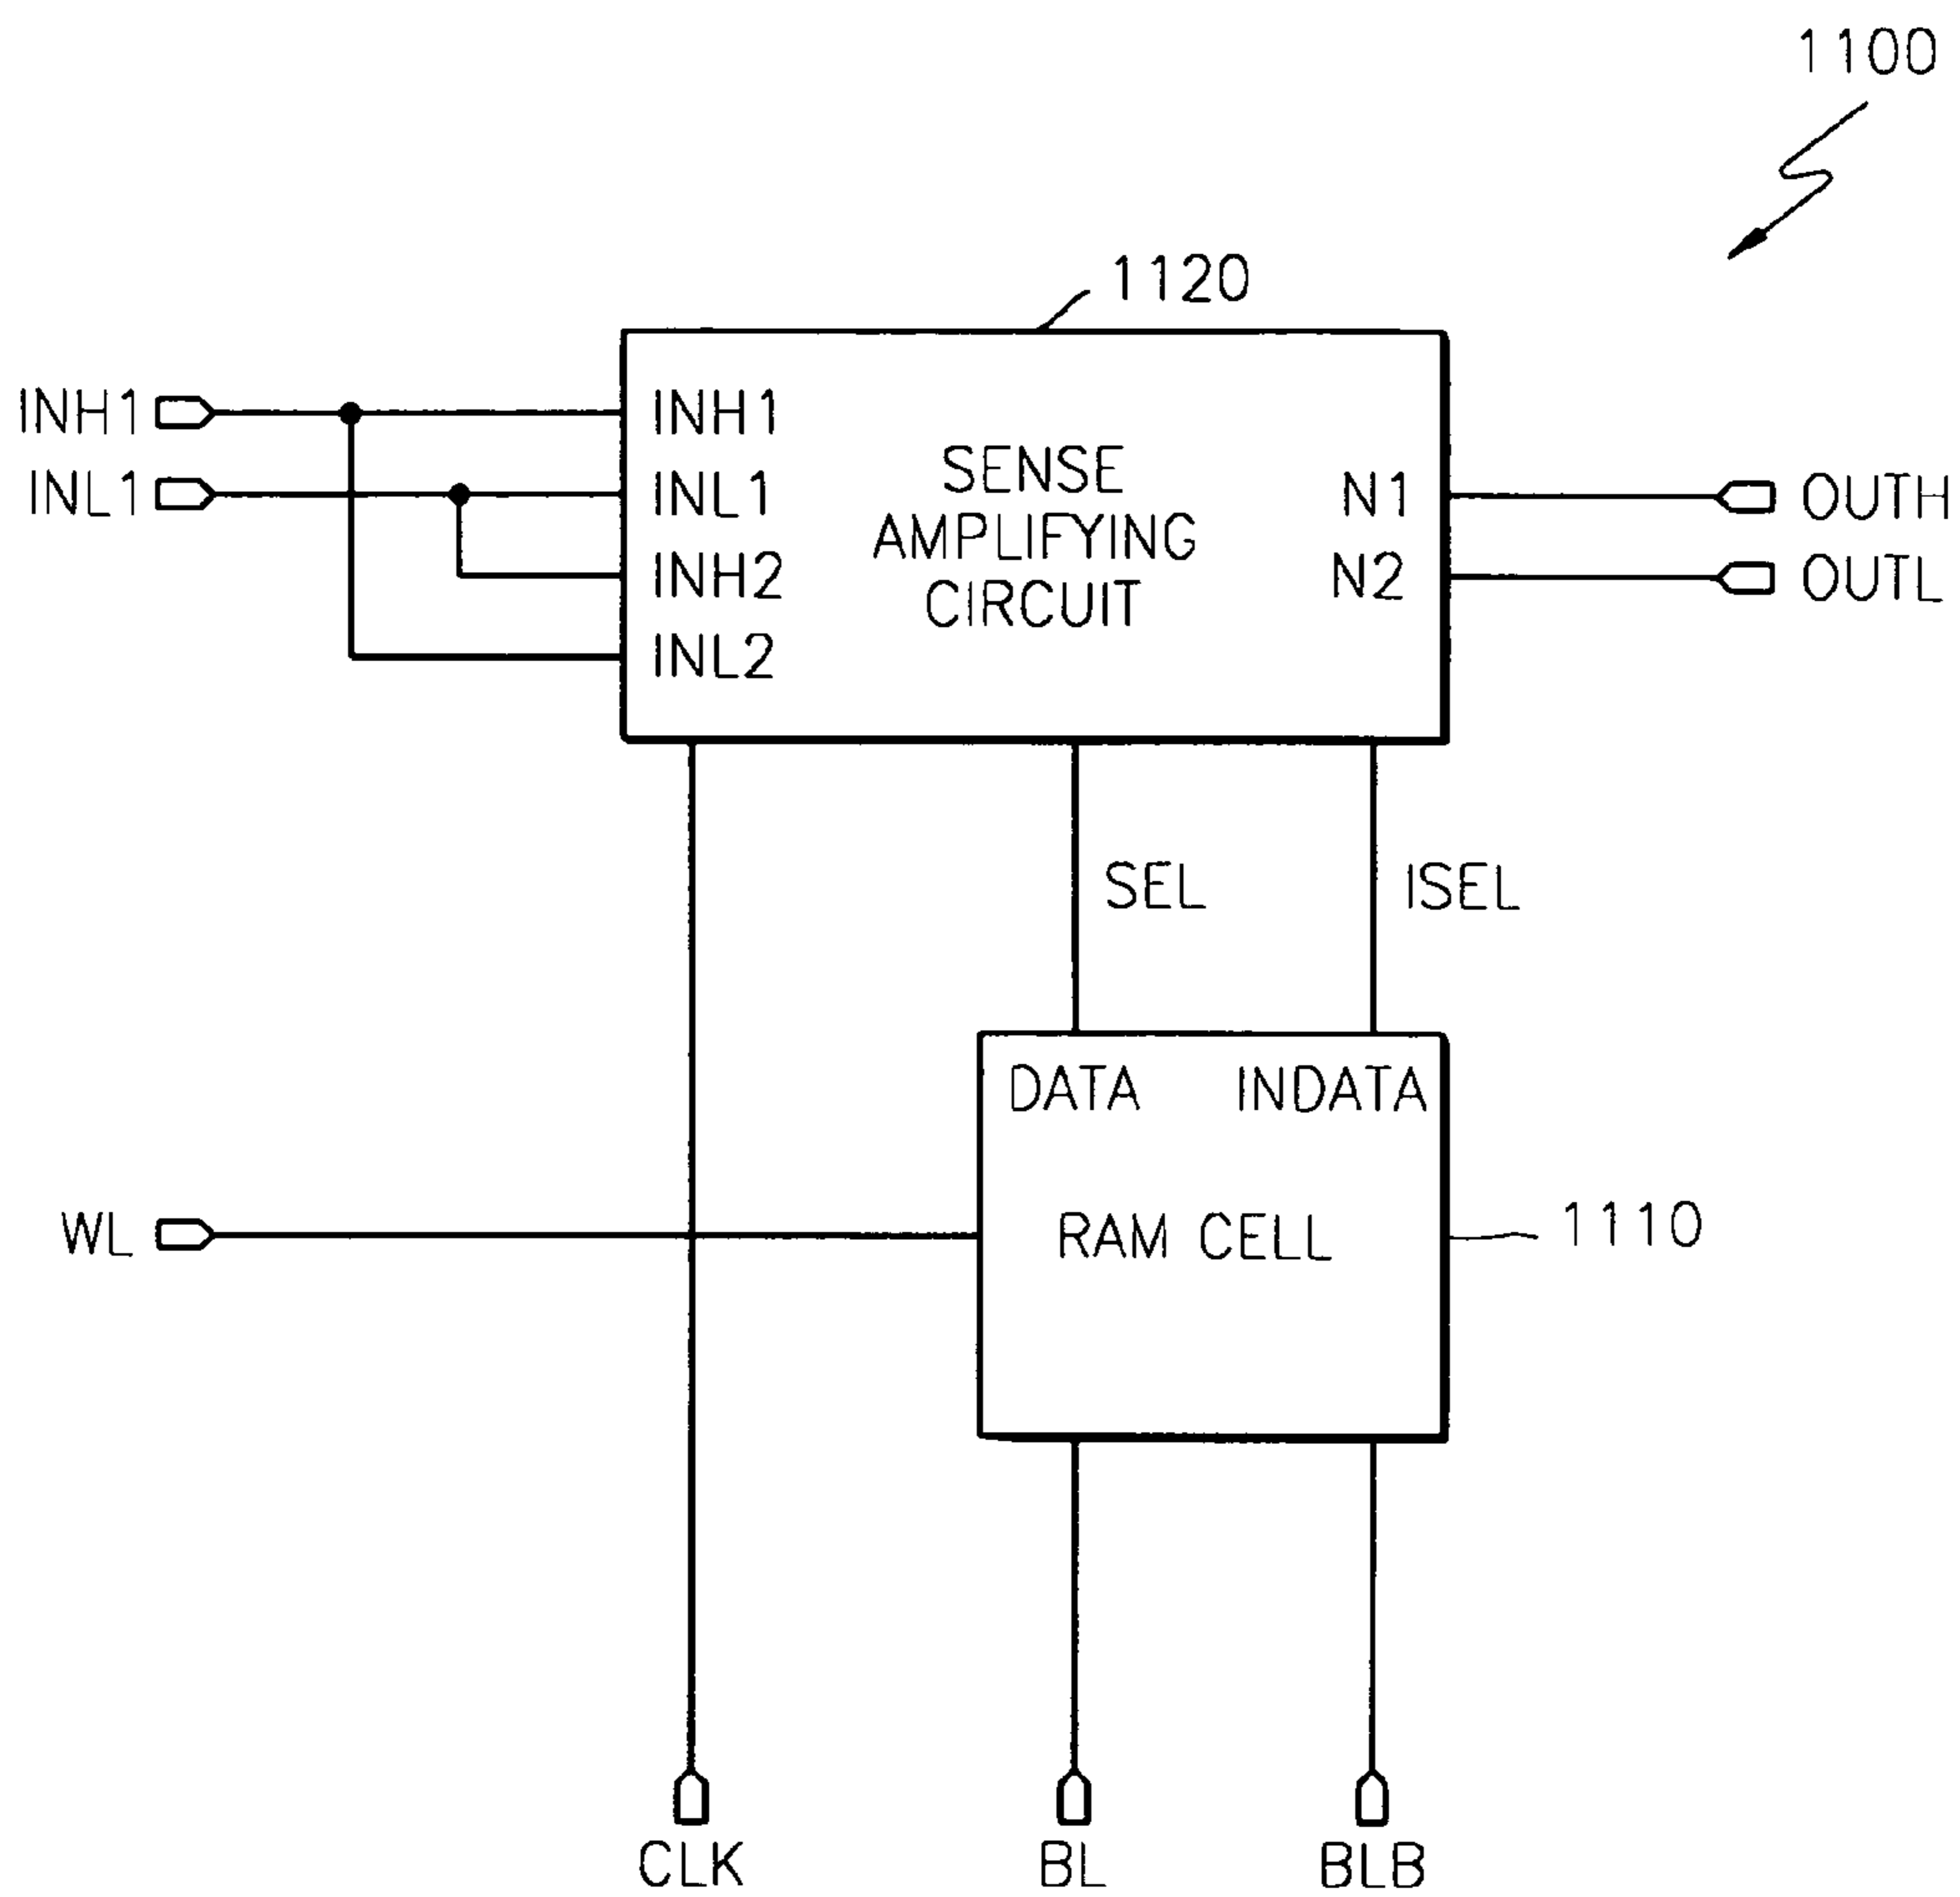 1100
1120
INH1
INL1
INH1
INL1
INH2
INL2
SENSE
AMPLIFYING
CIRCUIT
N1
N2
OUTH
OUTL
SEL
ISEL
DATA
INDATA
RAM CELL
WL
1110
CLK
BL
BLB